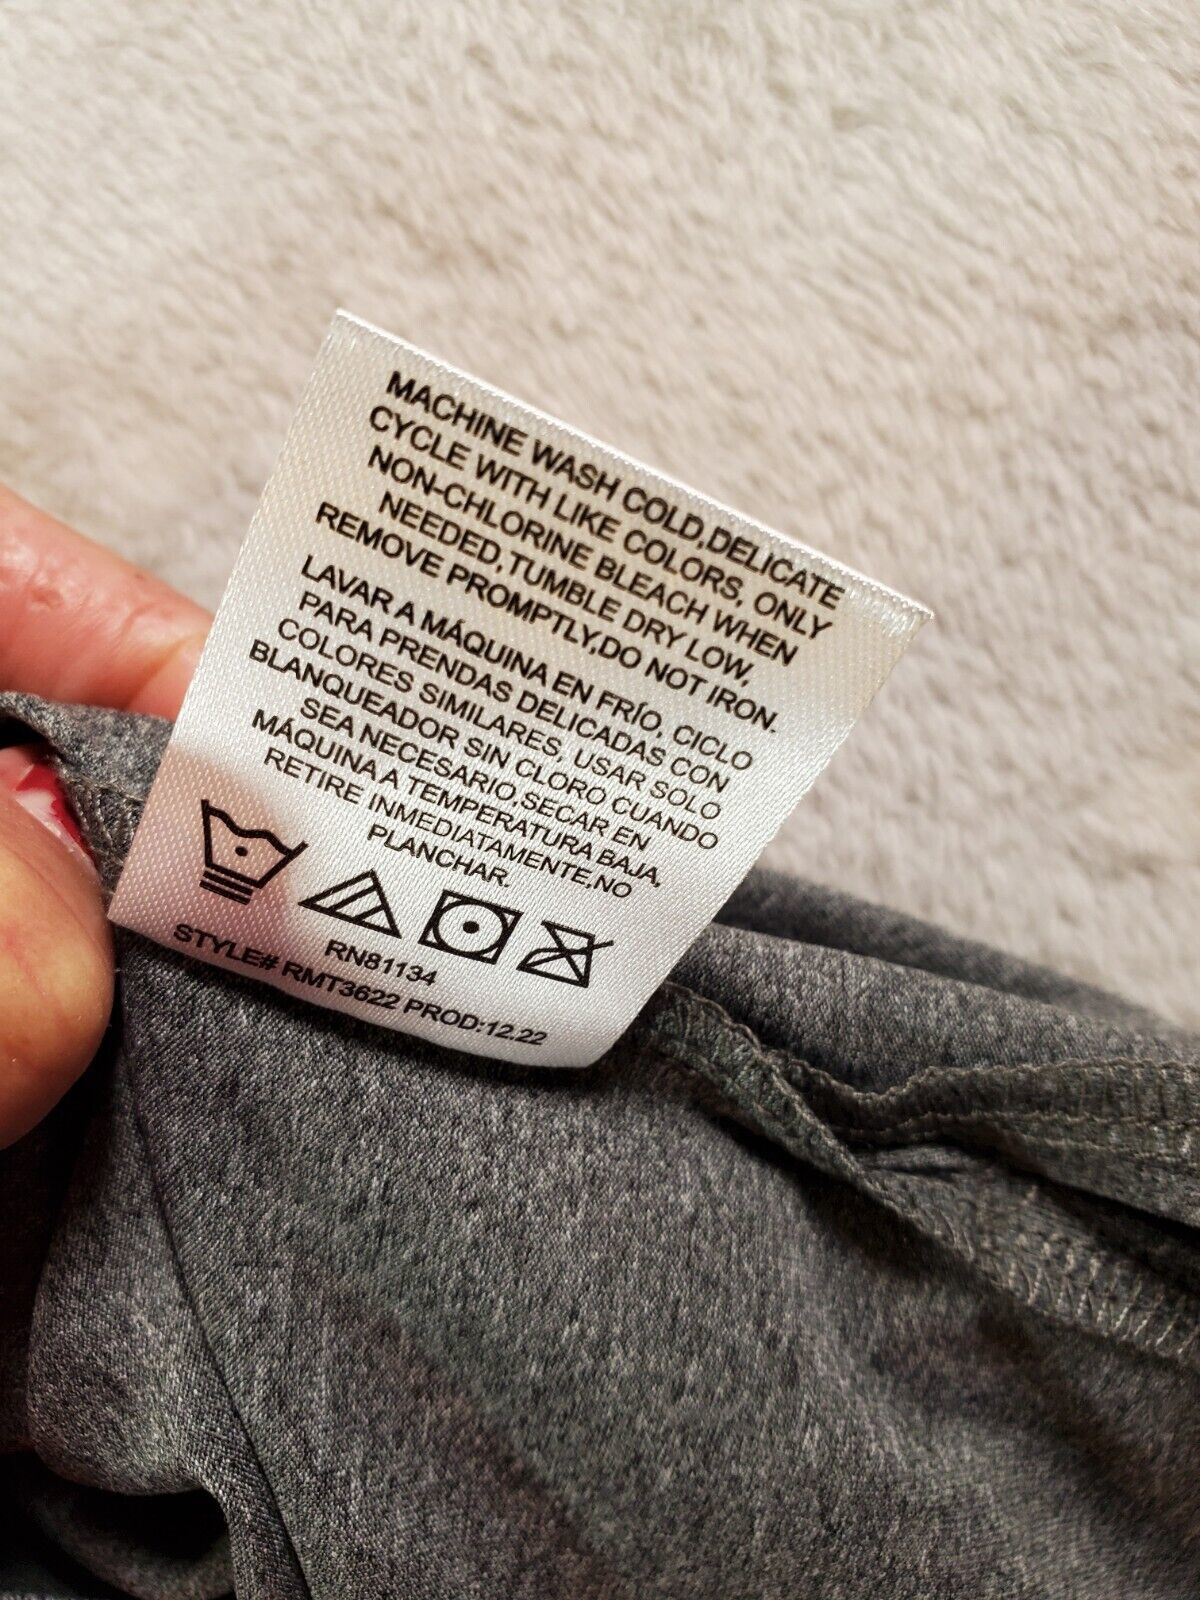 MACHINE WASH COLD,DELICATE
CYCLE WITH LIKE COLORS, ONLY
NON-CHLORINE BLEACH WHEN
NEEDED,TUMBLE DRY LOW,
REMOVE PROMPTLY,DO NOT IRON.
LAVAR A MÁQUINA EN FRÍO, CICLO
PARA PRENDAS DELICADAS CON
COLORES SIMILARES, USAR SOLO
BLANQUEADOR SIN CLORO CUANDO
SEA NECESARIO,SECAR EN
MÁQUINA A TEMPERATURA BAJA,
RETIRE INMEDIATAMENTE,NO
PLANCHAR.
RN81134
STYLE# RMT3622 PROD:12.22